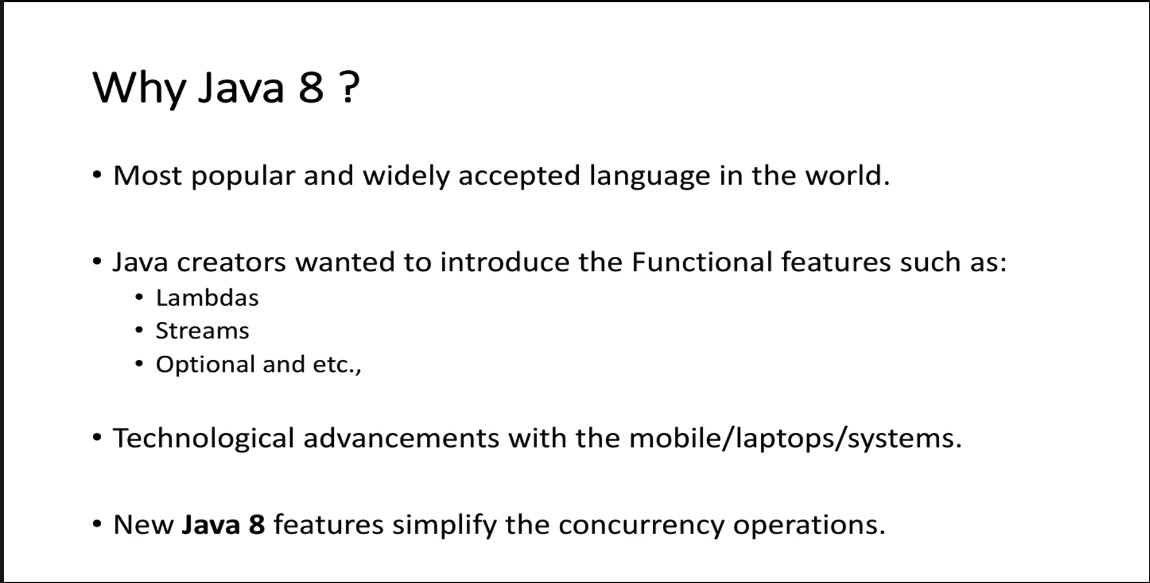 Why Java 8 ?
• Most popular and widely accepted language in the world.
• Java creators wanted to introduce the Functional features such as:
• Lambdas
• Streams
• Optional and etc.,
• Technological advancements with the mobile/laptops/systems.
• New Java 8 features simplify the concurrency operations.